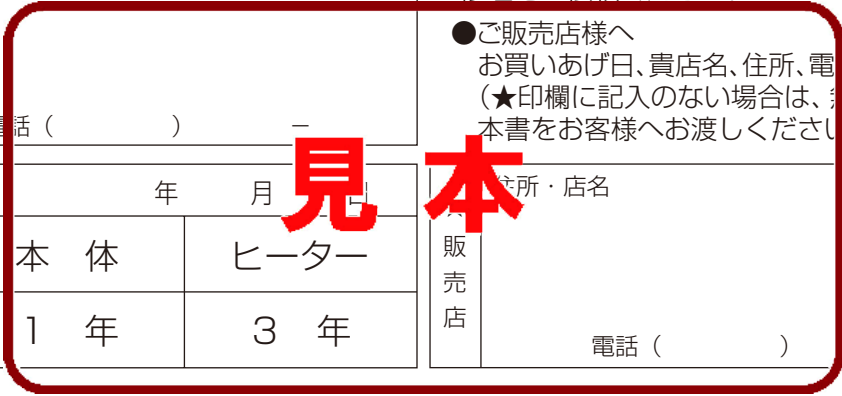 話（　　　）　ー
●ご販売店様へ
お買いあげ日、貴店名、住所、電
（★印欄に記入のない場合は、
本書をお客様へお渡しくださ
見本
年　月　日
本体　ヒーター
1年　3年
住所・店名
販売店
電話（　　　）